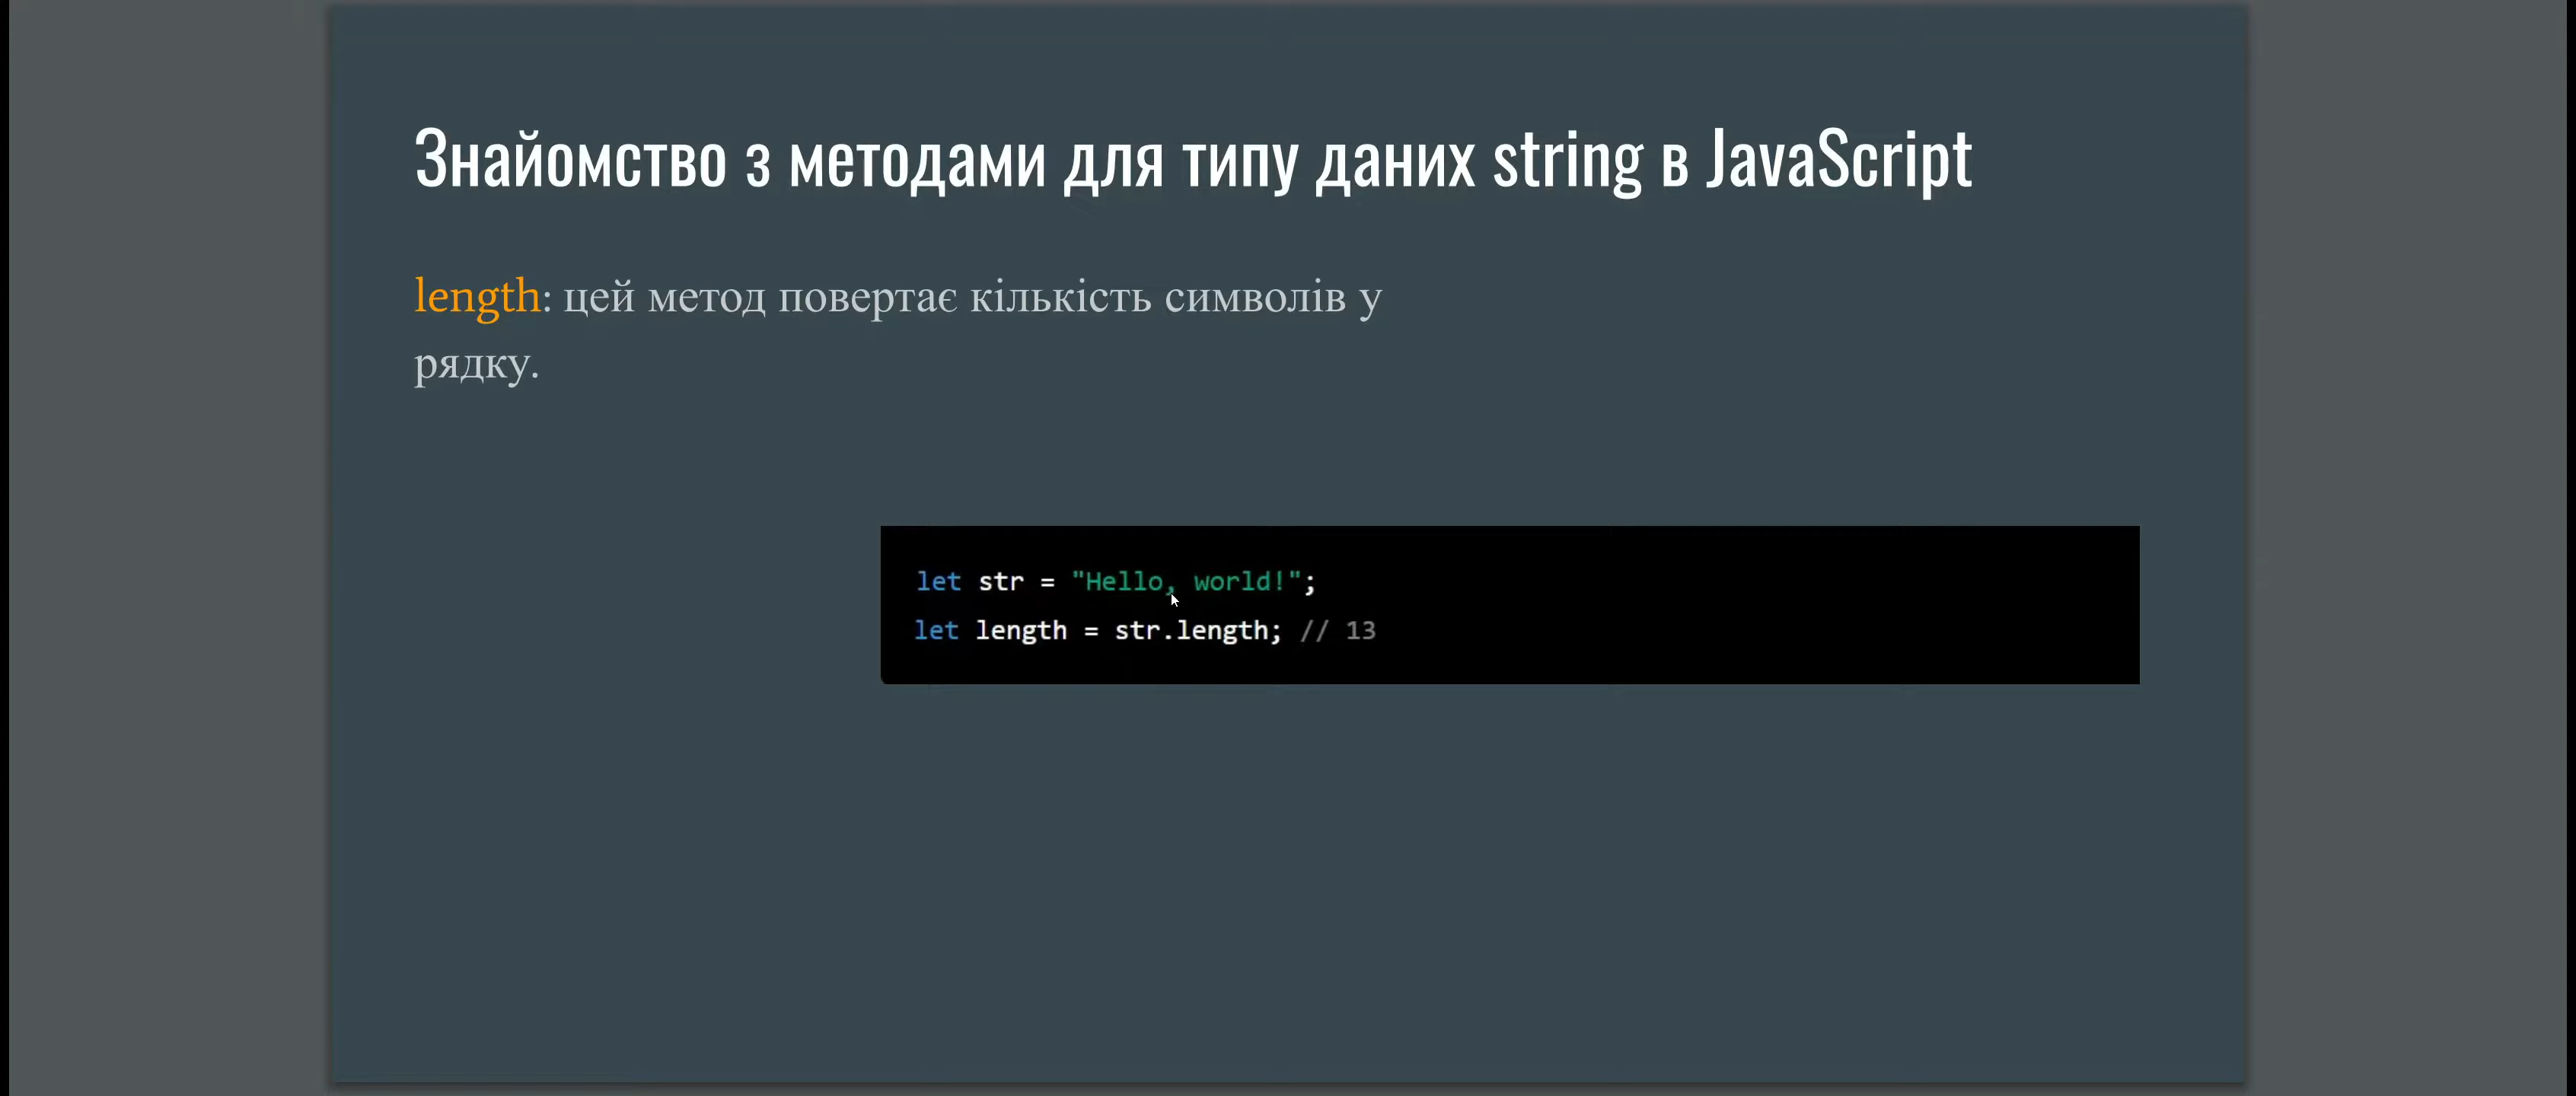 Знайомство з методами для типу даних string в JavaScript
length: цей метод повертає кількість символів у
рядку.
let str = "Hello, world!";
let length = str.length; // 13